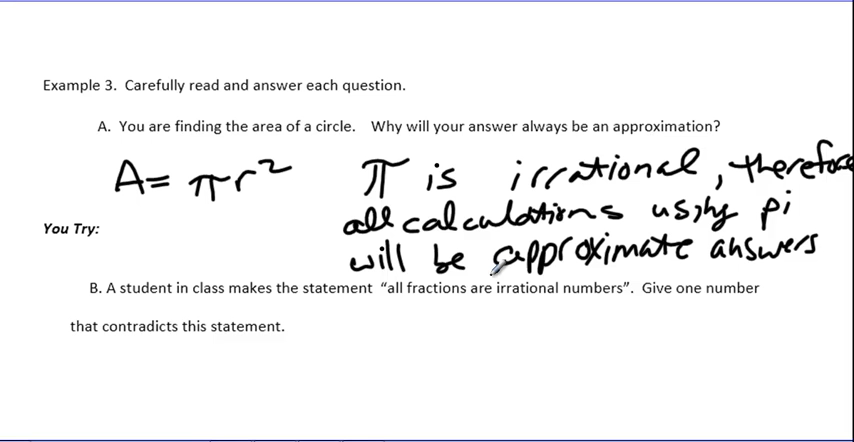 Example 3. Carefully read and answer each question.
A. You are finding the area of a circle. Why will your answer always be an approximation?
A = πr²
π is irrational, therefore
all calculations using pi
will be approximate answers
You Try:
B. A student in class makes the statement “all fractions are irrational numbers”. Give one number
that contradicts this statement.